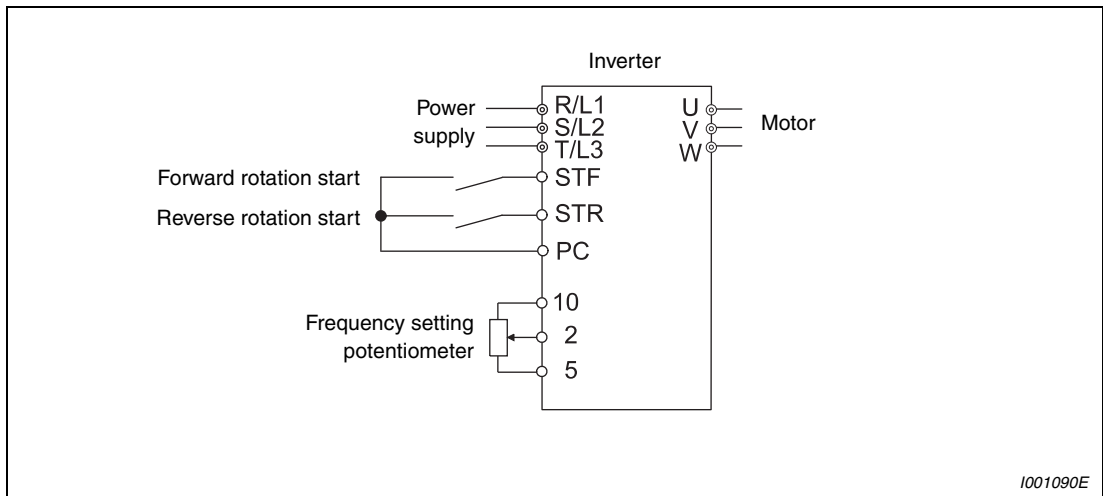 Inverter
Power
supply
R/L1
S/L2
T/L3
U
V
W
Motor
Forward rotation start
STF
Reverse rotation start
STR
PC
10
Frequency setting
potentiometer
2
5
I001090E